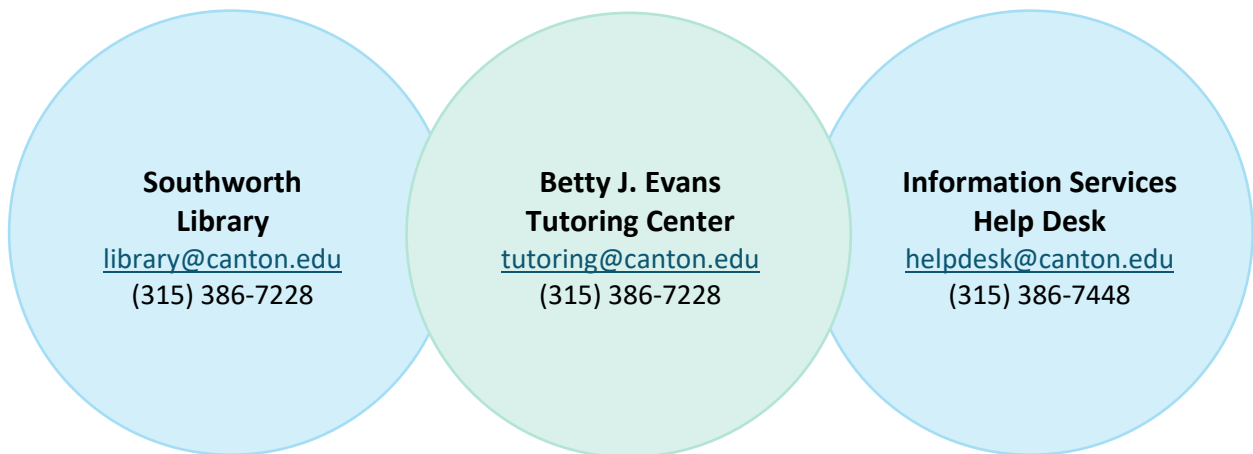 Southworth
Library
library@canton.edu
(315) 386-7228
Betty J. Evans
Tutoring Center
tutoring@canton.edu
(315) 386-7228
Information Services
Help Desk
helpdesk@canton.edu
(315) 386-7448